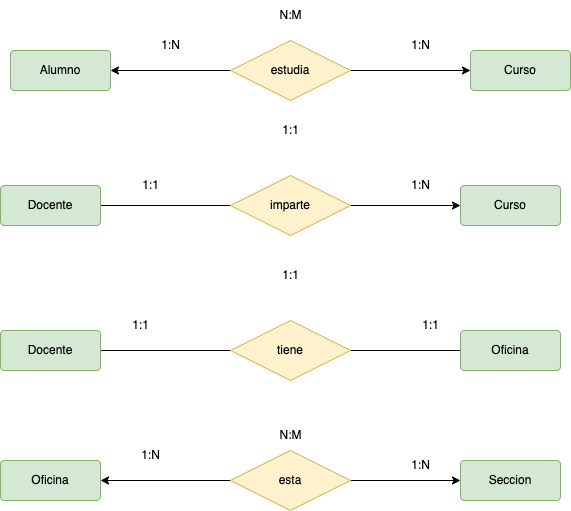 N:M
1:N
1:N
Alumno
estudia
Curso
1:1
1:1
1:N
Docente
imparte
Curso
1:1
1:1
1:1
Docente
tiene
Oficina
N:M
1:N
1:N
Oficina
esta
Seccion